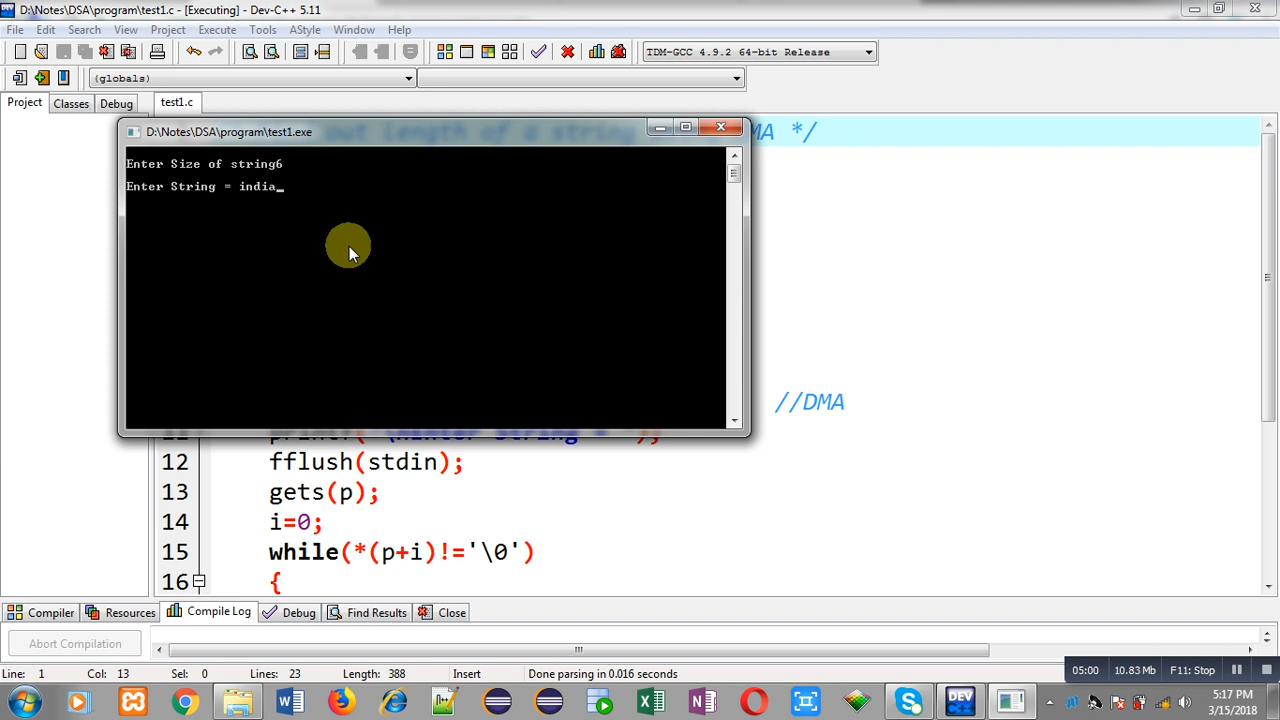 D:\Notes\DSA\program\test1.c - [Executing] - Dev-C++ 5.11
File Edit Search View Project Execute Tools AStyle Window Help
TDM-GCC 4.9.2 64-bit Release
(globals)
Project Classes Debug test1.c
D:\Notes\DSA\program\test1.exe
MA */
Enter Size of string6
Enter String = india_
//DMA
12 fflush(stdin);
13 gets(p);
14 i=0;
15 while(*(p+i)!='\0')
16 {
Compiler Resources Compile Log Debug Find Results Close
Abort Compilation
Line: 1 Col: 13 Sel: 0 Lines: 23 Length: 388 Insert Done parsing in 0.016 seconds
05:00 10.83 Mb F11: Stop
DEV
5:17 PM
3/15/2018